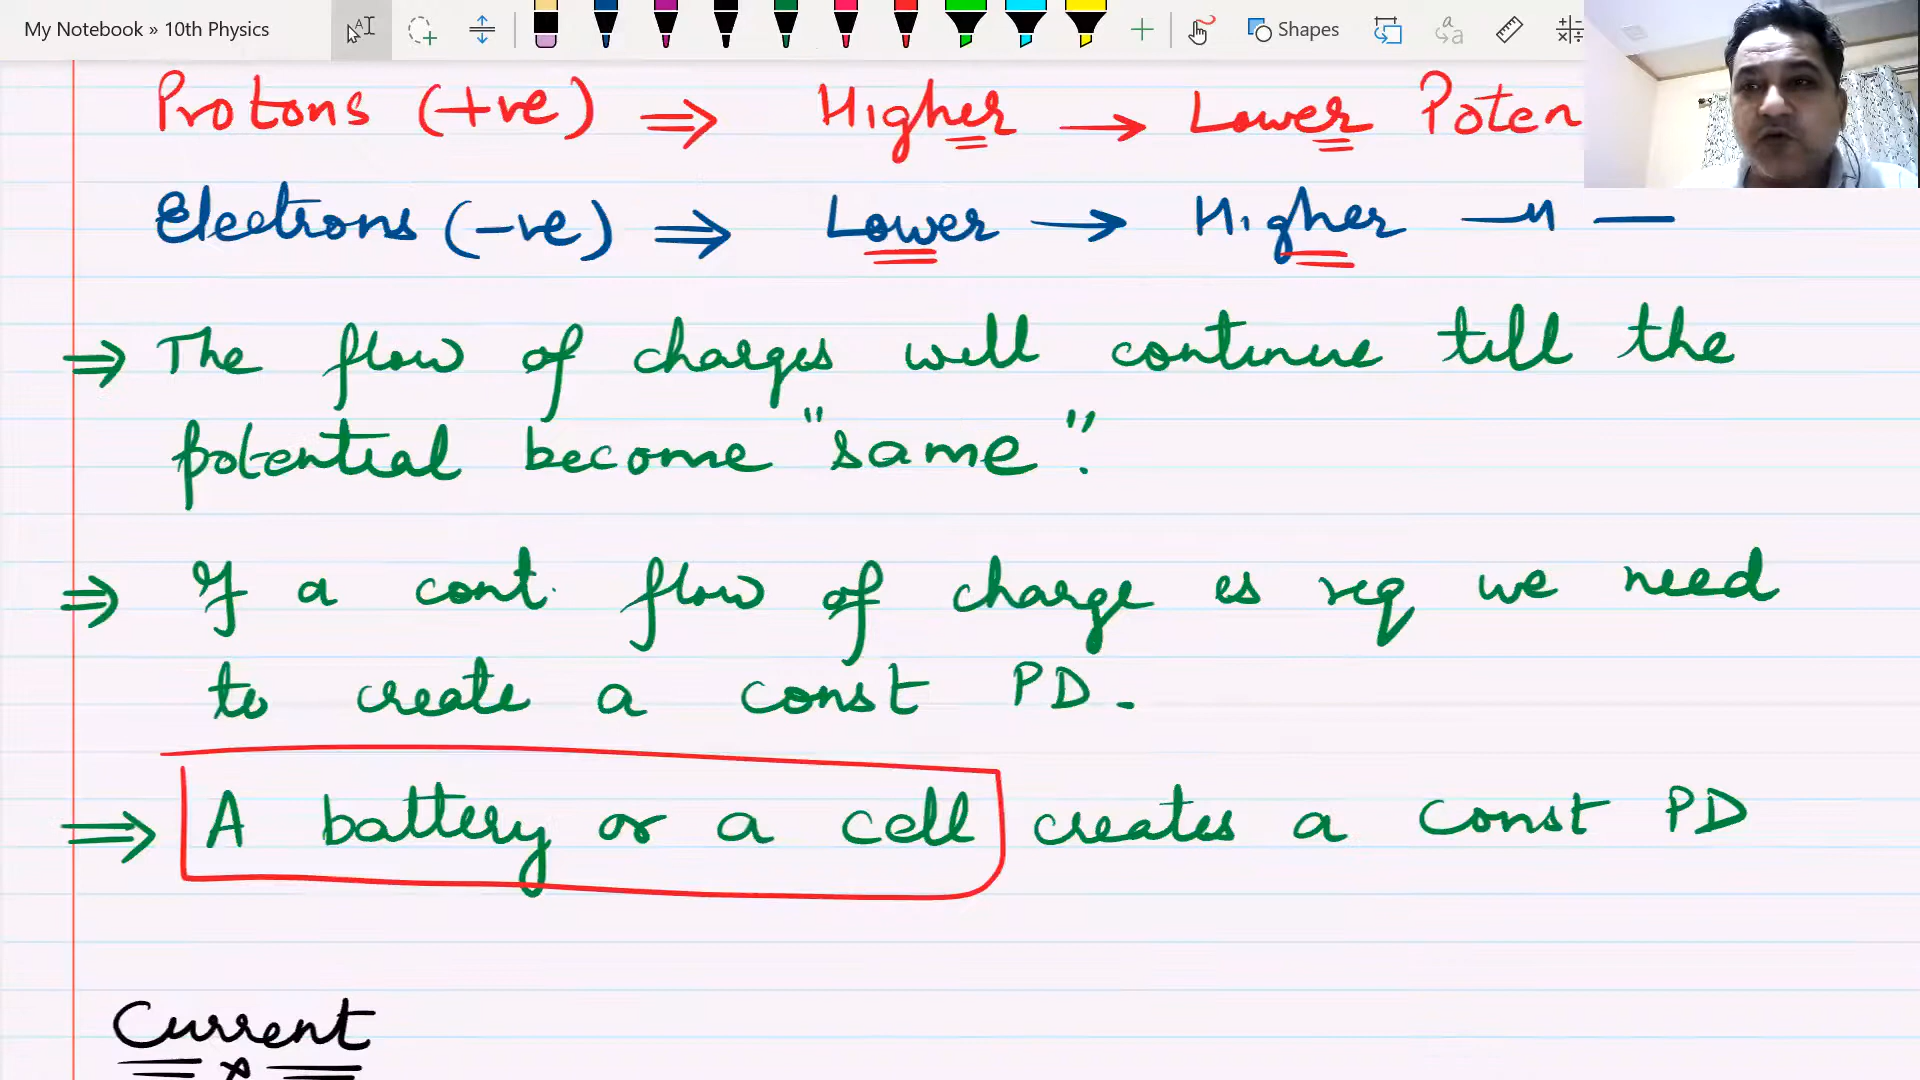 My Notebook » 10th Physics
Shapes
Protons (+ve) ⇒ Higher → Lower Poten
Electrons (-ve) ⇒ Lower → Higher —〃—
⇒ The flow of charges will continue till the
potential become "same".
⇒ If a cont. flow of charge is req we need
to create a const PD.
⇒ A battery or a cell creates a const PD
Current